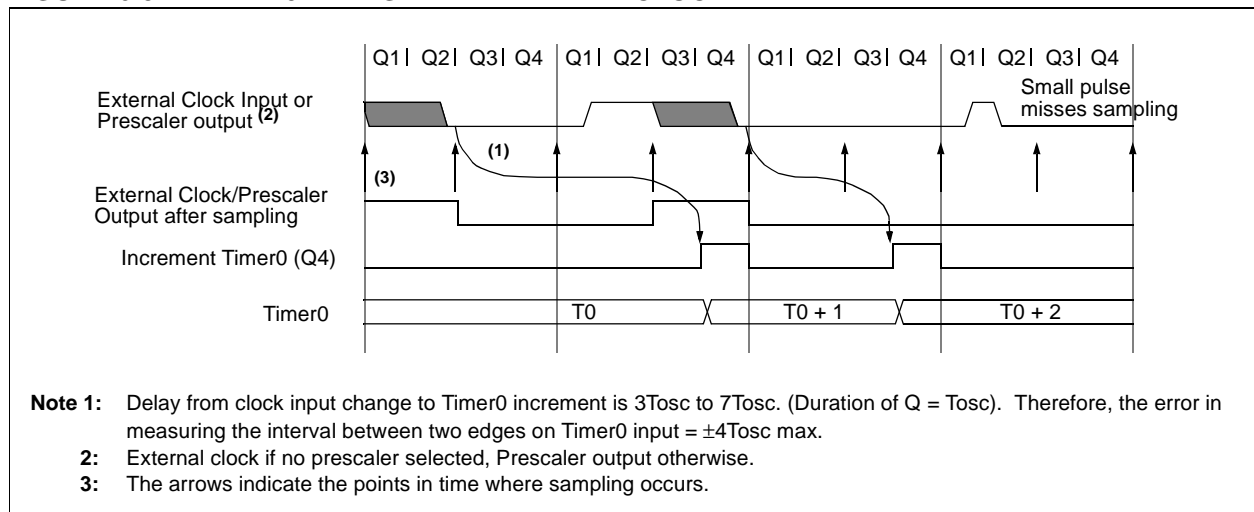 Q1| Q2| Q3| Q4 Q1| Q2| Q3| Q4 Q1| Q2| Q3| Q4 Q1| Q2| Q3| Q4
External Clock Input or
Prescaler output (2)
Small pulse
misses sampling
(1)
(3)
External Clock/Prescaler
Output after sampling
Increment Timer0 (Q4)
Timer0
T0
T0 + 1
T0 + 2
Note 1: Delay from clock input change to Timer0 increment is 3Tosc to 7Tosc. (Duration of Q = Tosc). Therefore, the error in
measuring the interval between two edges on Timer0 input = ±4Tosc max.
2: External clock if no prescaler selected, Prescaler output otherwise.
3: The arrows indicate the points in time where sampling occurs.